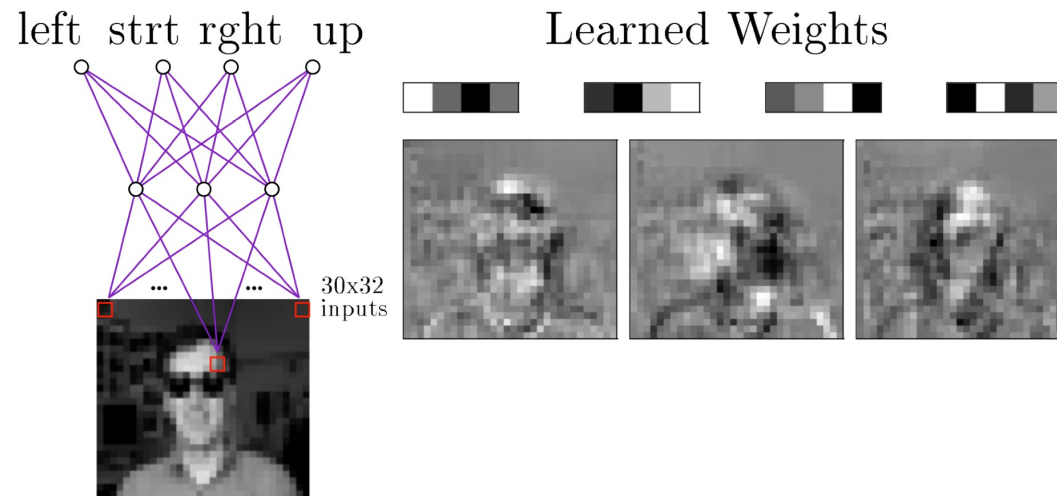 left strt rght up
Learned Weights
... ...
30x32
inputs